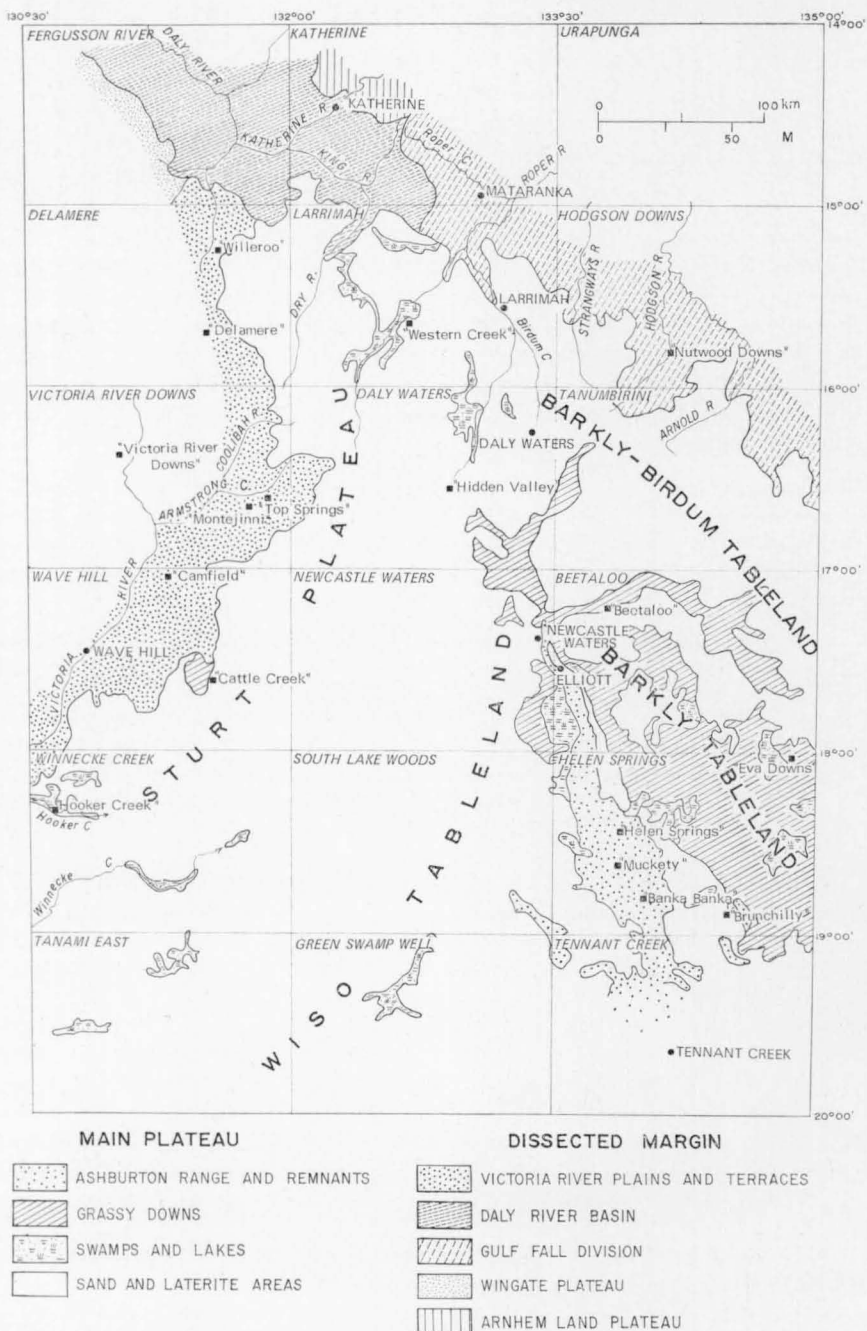 130°30' 132°00' 133°30' 135°00'
14°00'
FERGUSSON RIVER KATHERINE URAPUNGA
DALY RIVER
0 100 km
0 50 M
KATHERINE
KATHERINE R
KING R
Roper C
ROPER R
MATARANKA
15°00'
DELAMERE LARRIMAH HODGSON DOWNS
"Willeroo"
DRY R.
STRANGWAYS R
HODGSON R
LARRIMAH
"Delamere"
"Western Creek"
Birdum C
"Nutwood Downs"
16°00'
VICTORIA RIVER DOWNS DALY WATERS TANUMBIRINI
COOLIBAH R
ARNOLD R
"Victoria River
Downs"
DALY WATERS
BARKLY-BIRDUM TABLELAND
ARMSTRONG C.
"Top Springs"
"Montejinni"
"Hidden Valley"
STURT PLATEAU
17°00'
WAVE HILL NEWCASTLE WATERS BEETALOO
VICTORIA RIVER
"Camfield"
"Beetaloo"
NEWCASTLE
WATERS
WAVE HILL
ELLIOTT
BARKLY TABLELAND
"Cattle Creek"
WISO TABLELAND
18°00'
WINNECKE CREEK SOUTH LAKE WOODS HELEN SPRINGS
"Eva Downs"
"Hooker Creek"
Hooker C
"Helen Springs"
"Muckety"
Winnecke C
"Banka Banka"
"Brunchilly"
19°00'
TANAMI EAST GREEN SWAMP WELL TENNANT CREEK
TENNANT CREEK
20°00'
MAIN PLATEAU
ASHBURTON RANGE AND REMNANTS
GRASSY DOWNS
SWAMPS AND LAKES
SAND AND LATERITE AREAS
DISSECTED MARGIN
VICTORIA RIVER PLAINS AND TERRACES
DALY RIVER BASIN
GULF FALL DIVISION
WINGATE PLATEAU
ARNHEM LAND PLATEAU